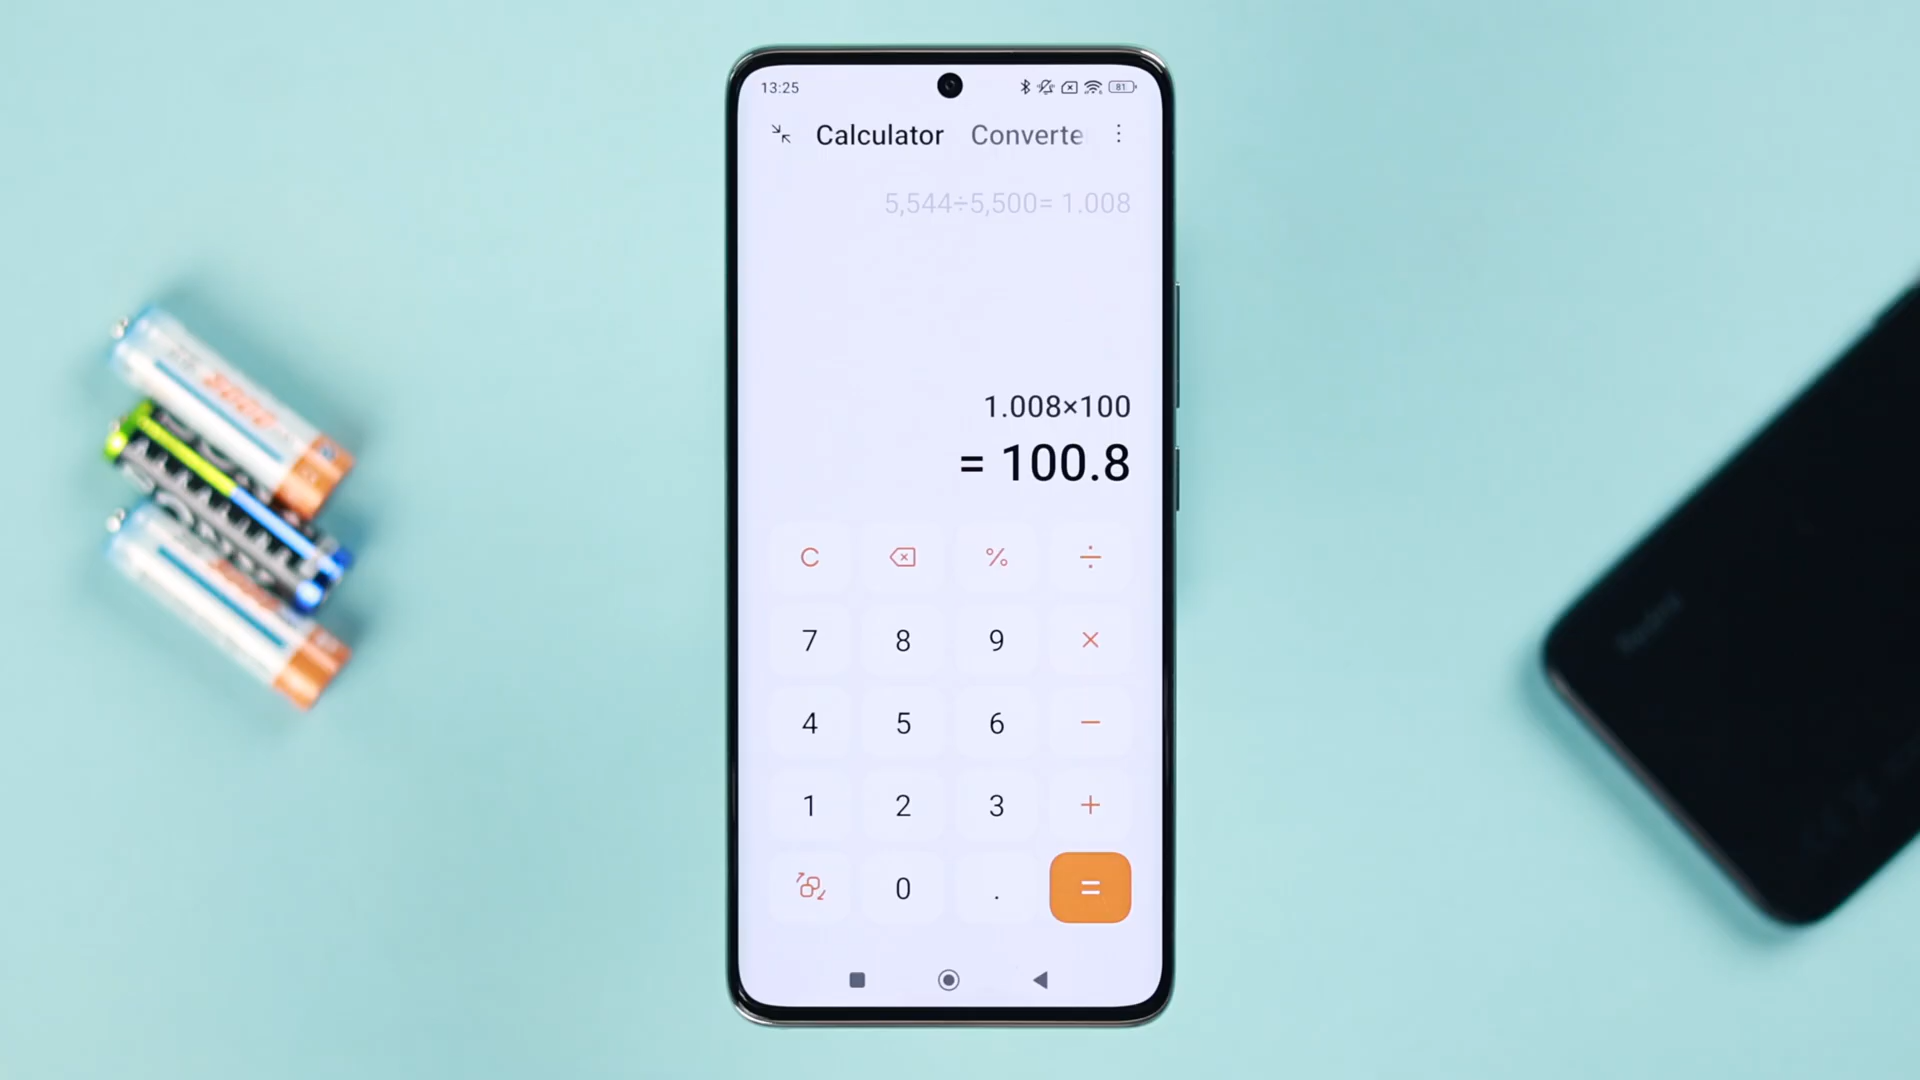 13:25
81
Calculator Converte
5,544÷5,500= 1.008
1.008×100
= 100.8
C % ÷
7 8 9 ×
4 5 6 −
1 2 3 +
0 . =